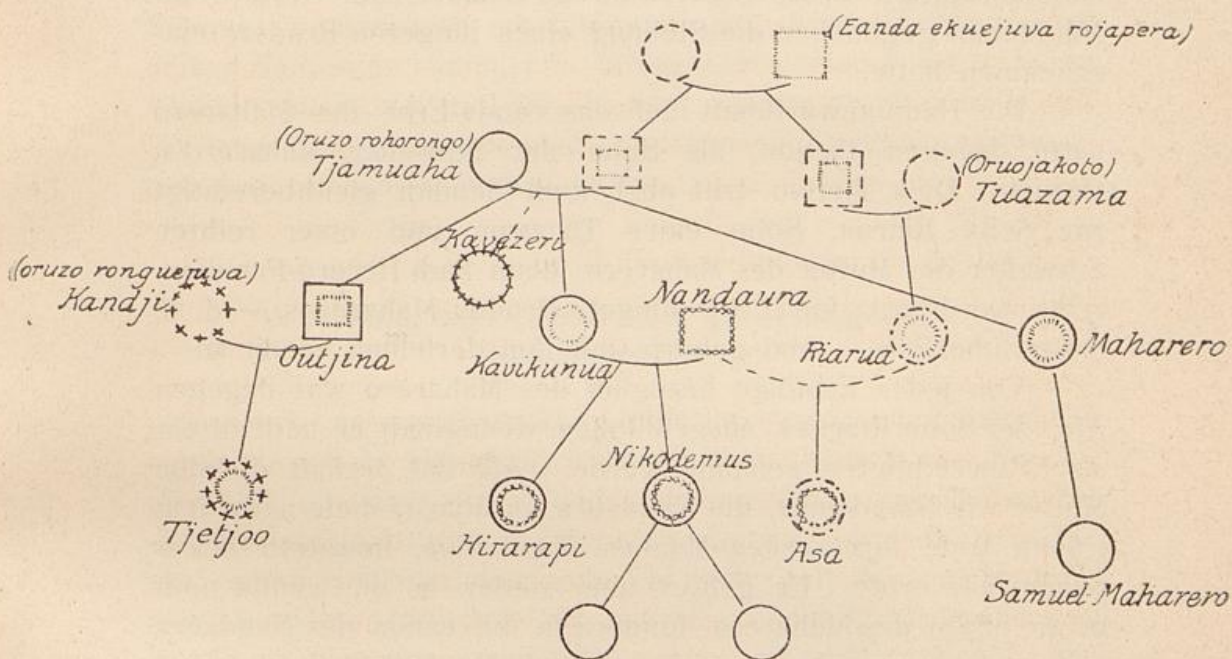 (Eanda ekuejuva rojapera)
(Oruzo rohorongo)
Tjamuaha
(Oruojakoto)
Tuazama
Kavezeri
(oruzo ronguejuva)
Kandji
Outjina
Kavikunua
Nandaura
Riarua
Maharero
Tjetjoo
Hirarapi
Nikodemus
Asa
Samuel Maharero